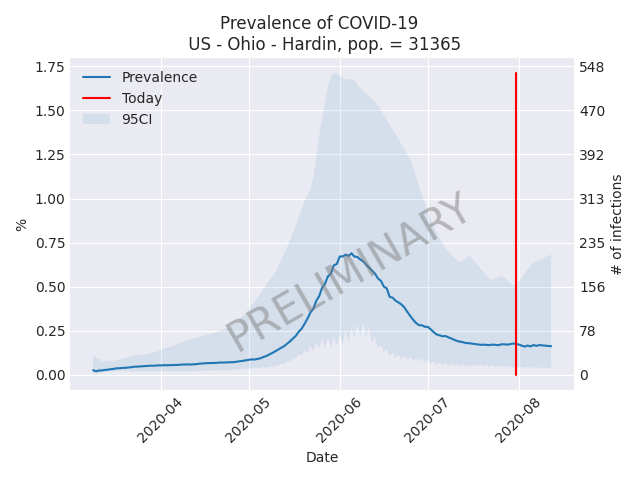 Prevalence of COVID-19
US - Ohio - Hardin, pop. = 31365
Prevalence
Today
95CI
1.75
1.50
1.25
1.00
0.75
0.50
0.25
0.00
%
548
470
392
313
235
156
78
0
# of infections
PRELIMINARY
2020-04
2020-05
2020-06
2020-07
2020-08
Date